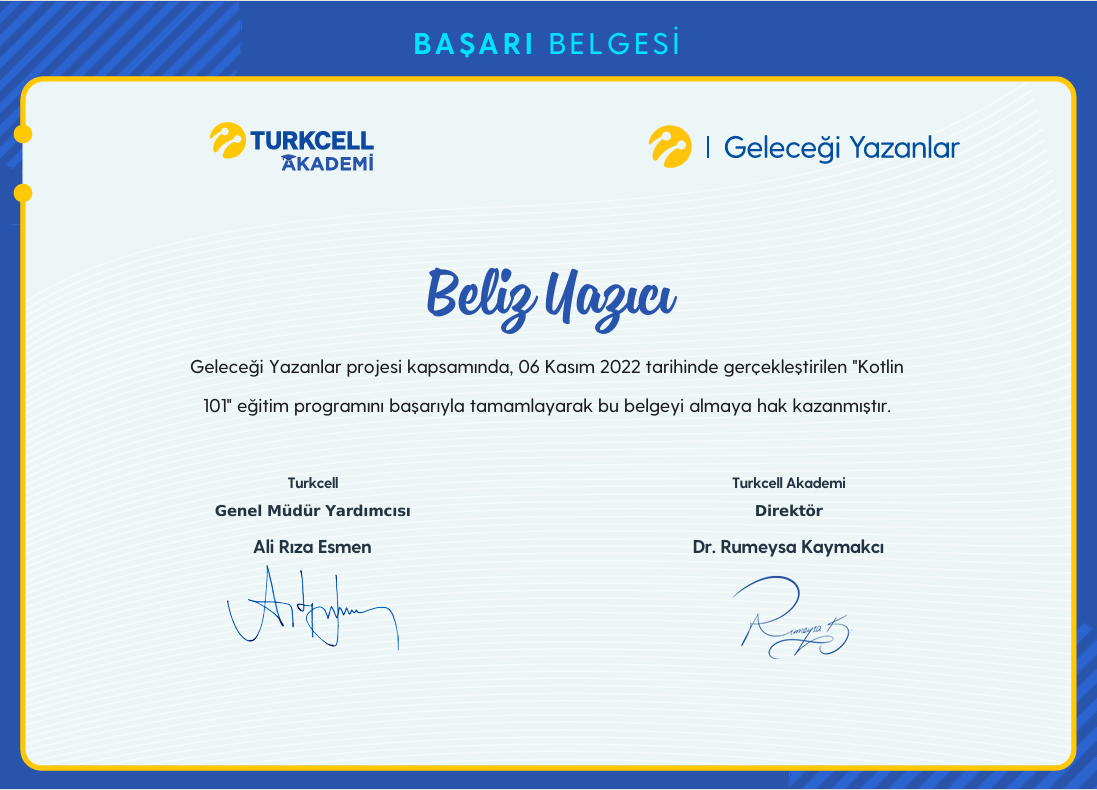 BAŞARI BELGESİ
TURKCELL
AKADEMİ
Geleceği Yazanlar
Beliz Yazıcı
Geleceği Yazanlar projesi kapsamında, 06 Kasım 2022 tarihinde gerçekleştirilen "Kotlin
101" eğitim programını başarıyla tamamlayarak bu belgeyi almaya hak kazanmıştır.
Turkcell
Genel Müdür Yardımcısı
Ali Rıza Esmen
Turkcell Akademi
Direktör
Dr. Rumeysa Kaymakcı
Rumeysa K